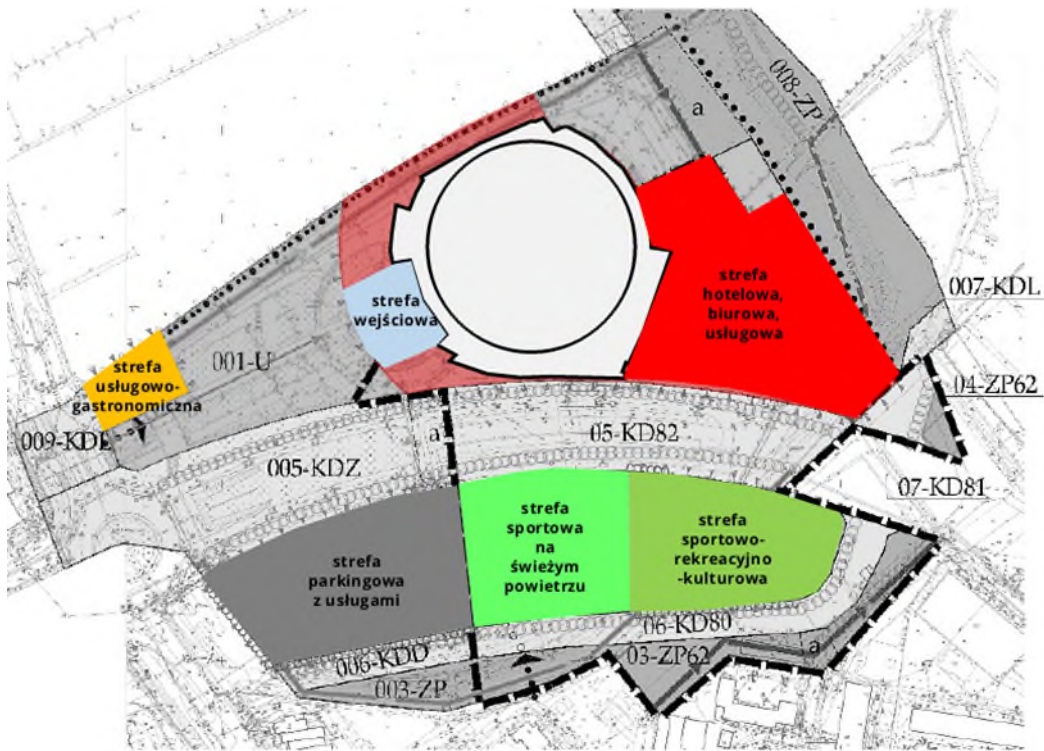 008-ZP
a
strefa
hotelowa,
biurowa,
usługowa
007-KDL
strefa
wejściowa
strefa
usługowo-
gastronomiczna
001-U
04-ZP62
009-KDL
a
05-KD82
005-KDZ
07-KD81
strefa
sportowa
na
świeżym
powietrzu
strefa
sportowo-
rekreacyjno
-kulturowa
strefa
parkingowa
z usługami
06-KD80
03-ZP62
a
006-KDD
003-ZP